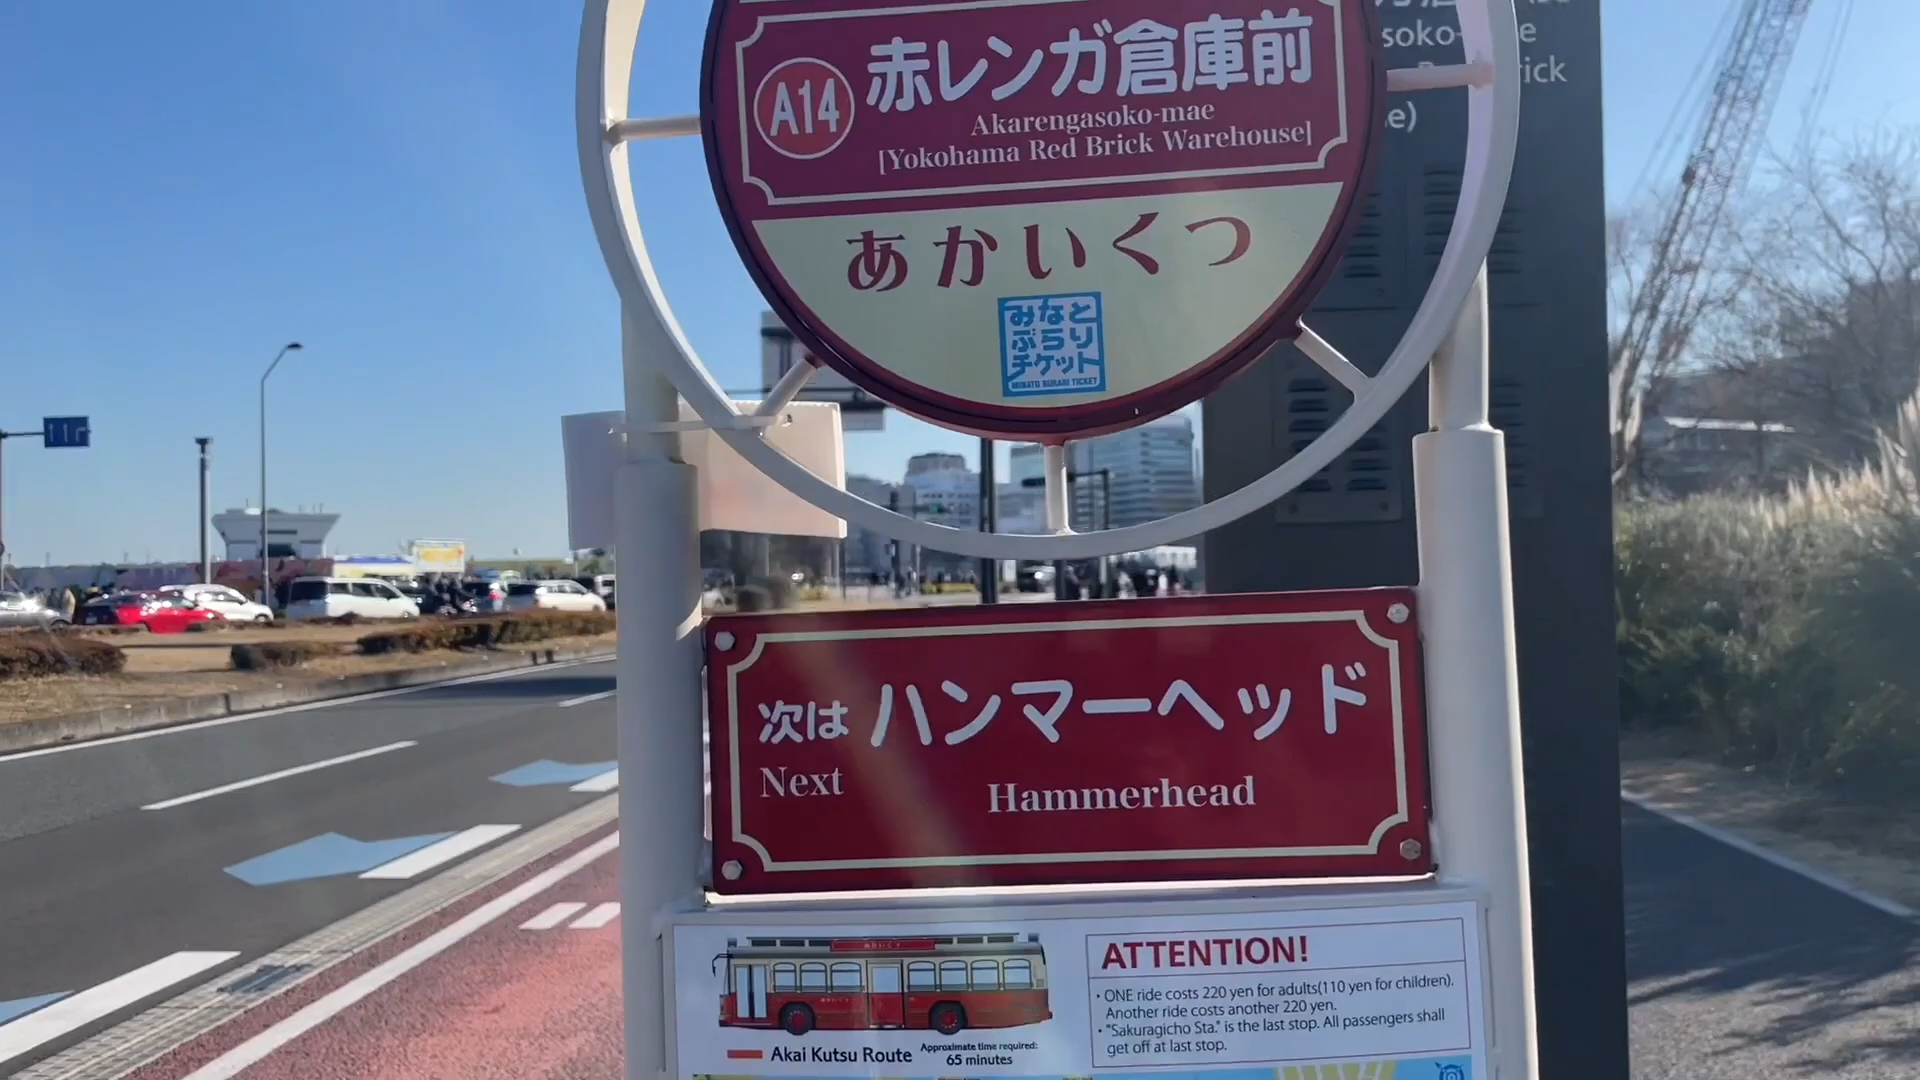 A14
赤レンガ倉庫前
Akarengasoko-mae
[Yokohama Red Brick Warehouse]
あかいくつ
みなと
ぶらり
チケット
MINATO BURARI TICKET
次は ハンマーヘッド
Next Hammerhead
Akai Kutsu Route
Approximate time required:
65 minutes
ATTENTION!
・ONE ride costs 220 yen for adults(110 yen for children).
Another ride costs another 220 yen.
・"Sakuragicho Sta." is the last stop. All passengers shall
get off at last stop.